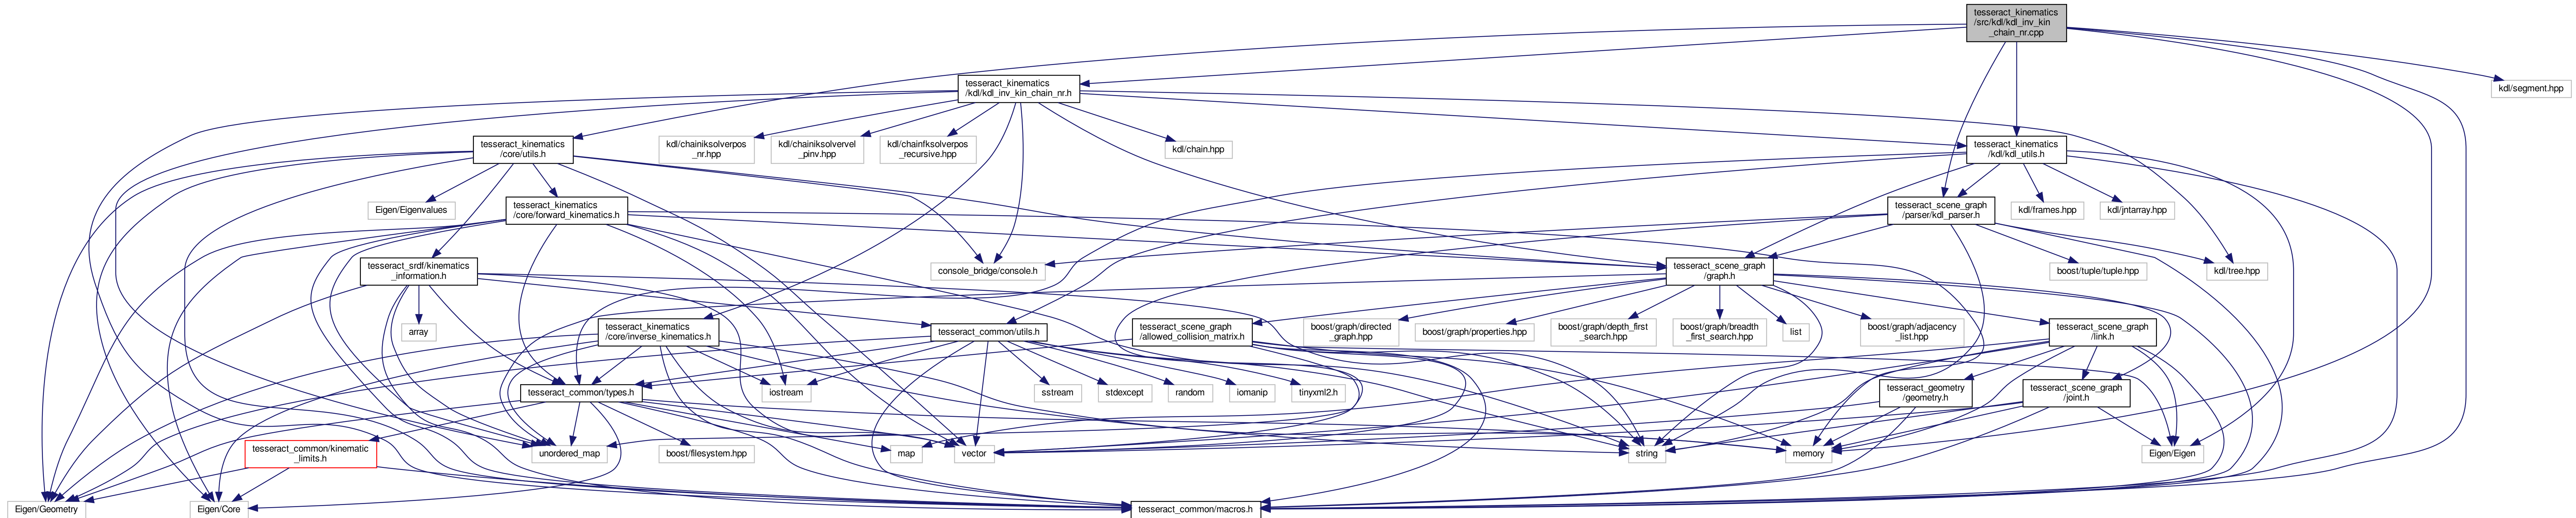 tesseract_kinematics
/src/kdl/kdl_inv_kin
_chain_nr.cpp
tesseract_kinematics
/kdl/kdl_inv_kin_chain_nr.h
kdl/segment.hpp
tesseract_kinematics
/core/utils.h
kdl/chainiksolverpos
_nr.hpp
kdl/chainiksolvervel
_pinv.hpp
kdl/chainfksolverpos
_recursive.hpp
kdl/chain.hpp
tesseract_kinematics
/kdl/kdl_utils.h
Eigen/Eigenvalues
tesseract_kinematics
/core/forward_kinematics.h
tesseract_scene_graph
/parser/kdl_parser.h
kdl/frames.hpp
kdl/jntarray.hpp
tesseract_srdf/kinematics
_information.h
console_bridge/console.h
tesseract_scene_graph
/graph.h
boost/tuple/tuple.hpp
kdl/tree.hpp
array
tesseract_kinematics
/core/inverse_kinematics.h
tesseract_common/utils.h
tesseract_scene_graph
/allowed_collision_matrix.h
boost/graph/directed
_graph.hpp
boost/graph/properties.hpp
boost/graph/depth_first
_search.hpp
boost/graph/breadth
_first_search.hpp
list
boost/graph/adjacency
_list.hpp
tesseract_scene_graph
/link.h
tesseract_common/types.h
iostream
sstream
stdexcept
random
iomanip
tinyxml2.h
tesseract_geometry
/geometry.h
tesseract_scene_graph
/joint.h
tesseract_common/kinematic
_limits.h
unordered_map
boost/filesystem.hpp
map
vector
string
memory
Eigen/Eigen
Eigen/Geometry
Eigen/Core
tesseract_common/macros.h